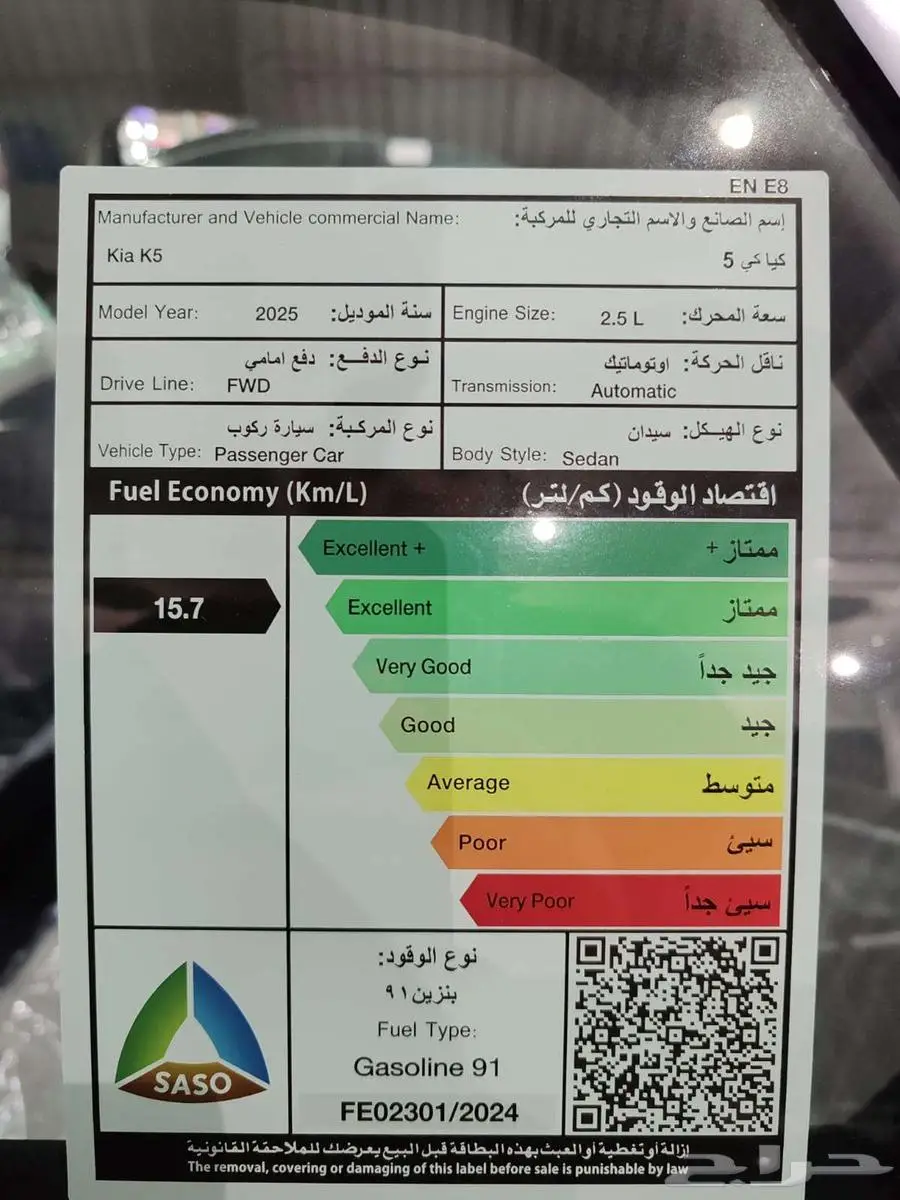 EN E8
Manufacturer and Vehicle commercial Name: إسم الصانع والاسم التجاري للمركبة:
Kia K5 كيا كي 5
Model Year: 2025 سنة الموديل:
Engine Size: 2.5 L سعة المحرك:
نوع الدفع: دفع امامي
Drive Line: FWD
ناقل الحركة: اوتوماتيك
Transmission: Automatic
نوع المركبة: سيارة ركوب
Vehicle Type: Passenger Car
نوع الهيكل: سيدان
Body Style: Sedan
Fuel Economy (Km/L) اقتصاد الوقود (كم/لتر)
15.7
Excellent + ممتاز +
Excellent ممتاز
Very Good جيد جداً
Good جيد
Average متوسط
Poor سيئ
Very Poor سيئ جداً
SASO
نوع الوقود:
بنزين ٩١
Fuel Type:
Gasoline 91
FE02301/2024
إزالة أو تغطية أو العبث بهذه البطاقة قبل البيع يعرضك للملاحقة القانونية
The removal, covering or damaging of this label before sale is punishable by law
حراج